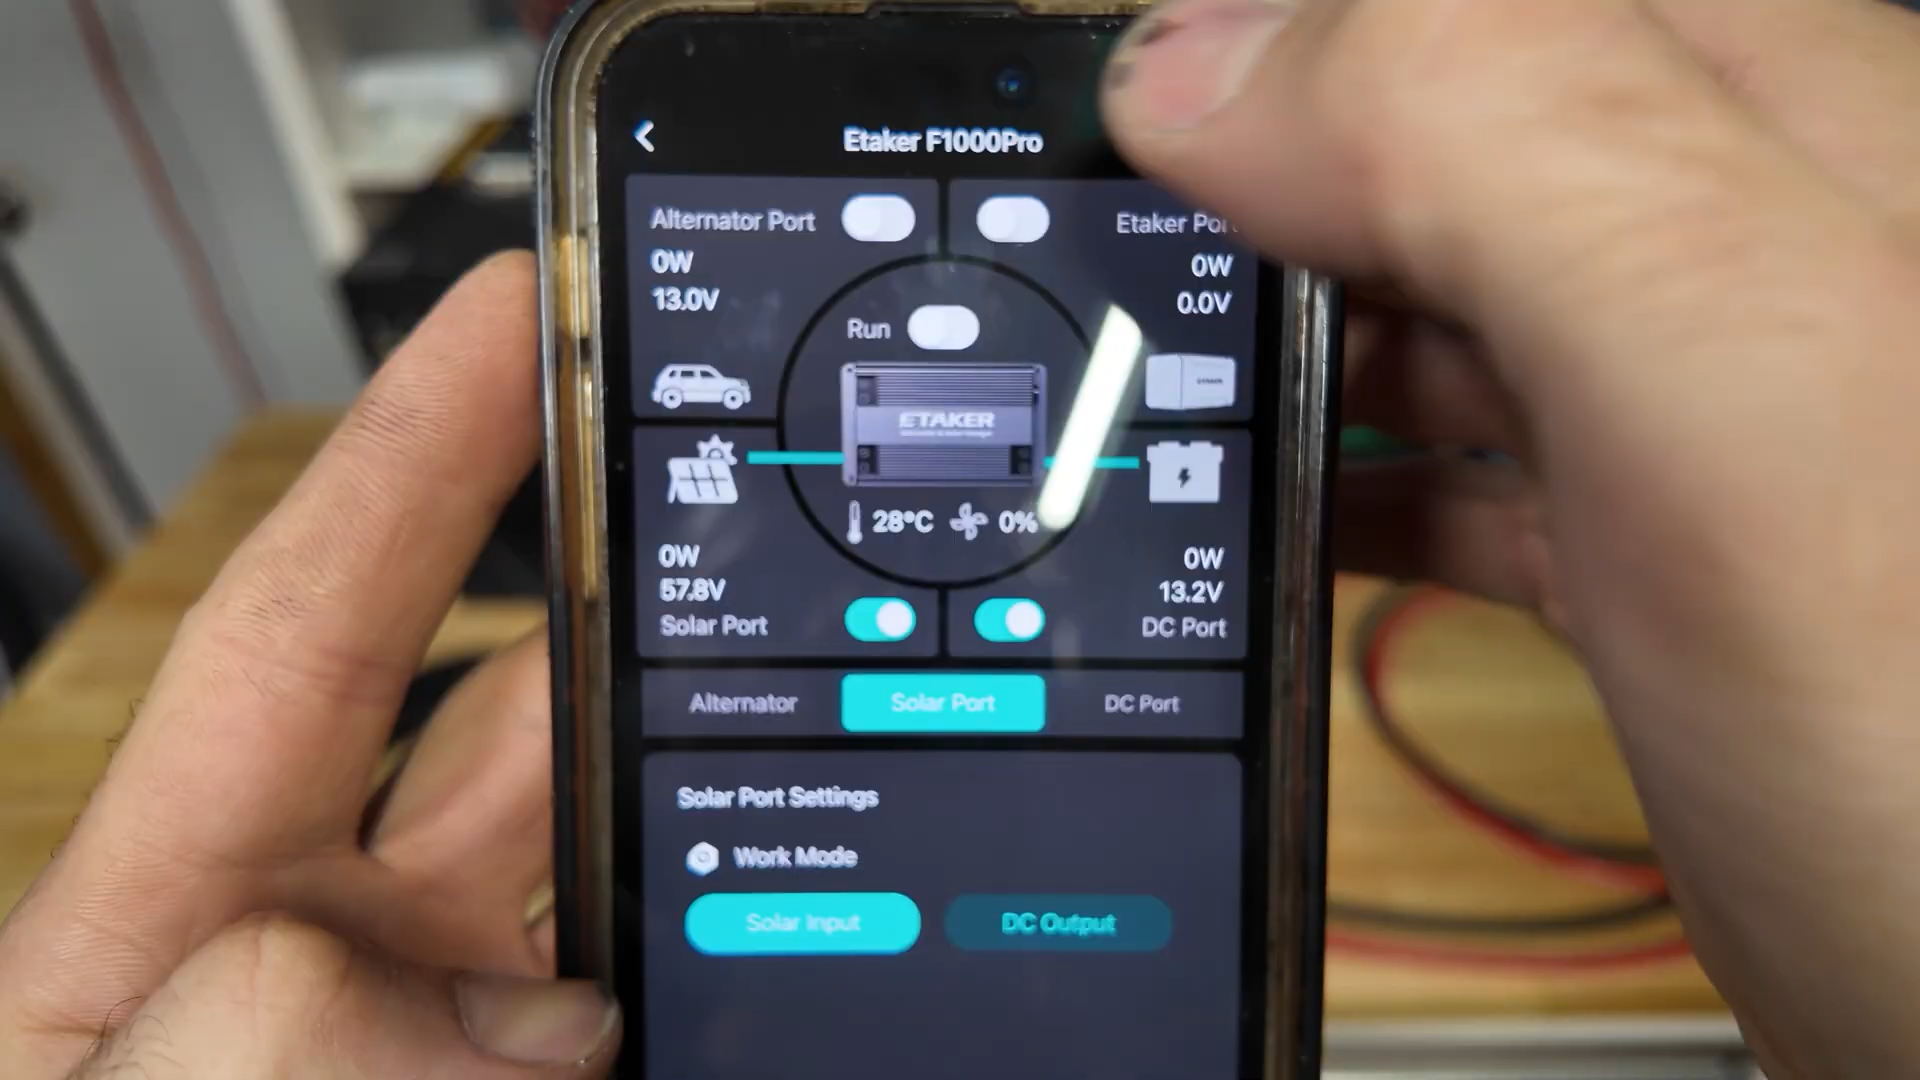 Etaker F1000Pro
Alternator Port
0W
13.0V
Etaker Port
0W
0.0V
Run
ETAKER
28°C
0%
0W
57.8V
Solar Port
0W
13.2V
DC Port
Alternator
Solar Port
DC Port
Solar Port Settings
Work Mode
Solar Input
DC Output